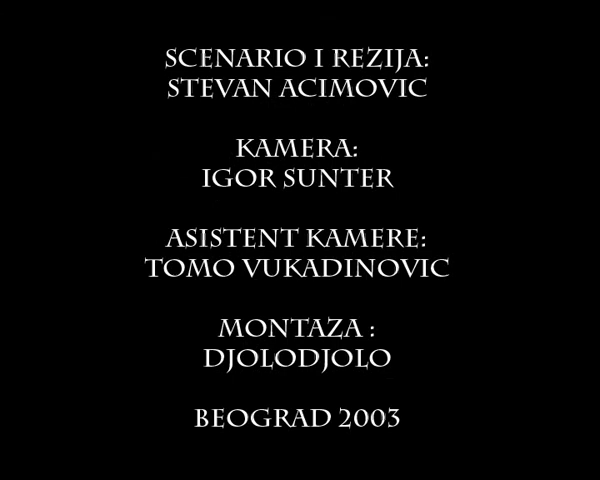 SCENARIO I REZIJA:
STEVAN ACIMOVIC
KAMERA:
IGOR SUNTER
ASISTENT KAMERE:
TOMO VUKADINOVIC
MONTAZA :
DJOLODJOLO
BEOGRAD 2003